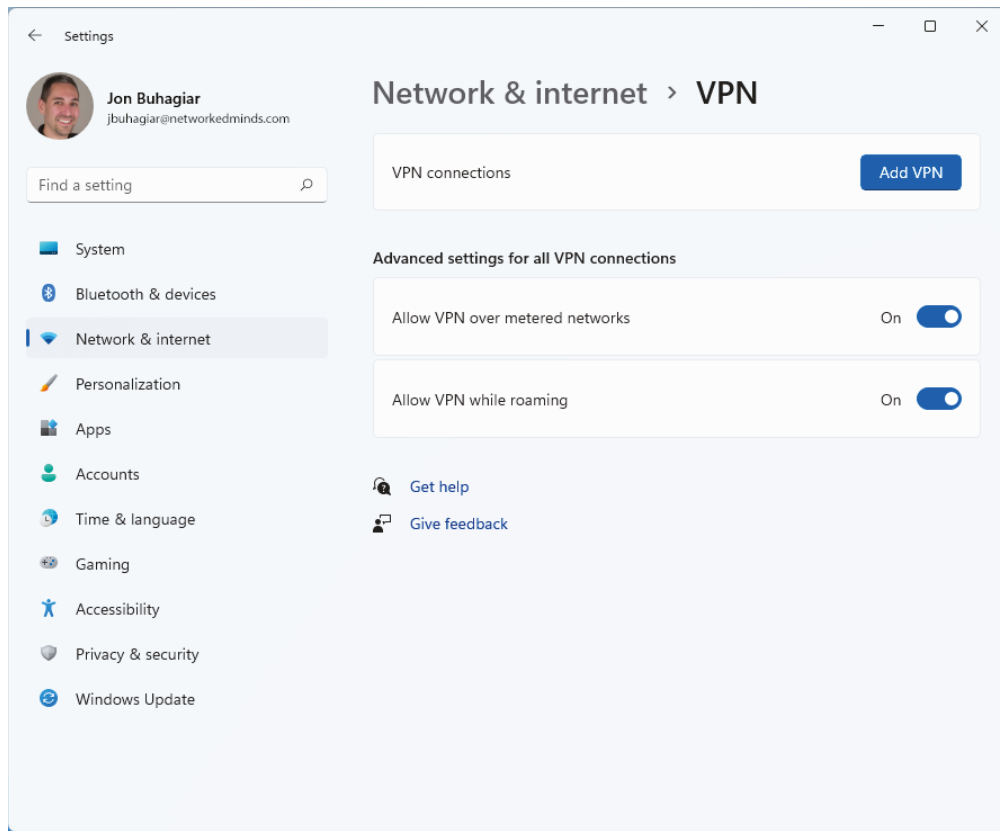 Settings
Jon Buhagiar
jbuhagiar@networkedminds.com
Find a setting
System
Bluetooth & devices
Network & internet
Personalization
Apps
Accounts
Time & language
Gaming
Accessibility
Privacy & security
Windows Update
Network & internet > VPN
VPN connections
Add VPN
Advanced settings for all VPN connections
Allow VPN over metered networks On
Allow VPN while roaming On
Get help
Give feedback